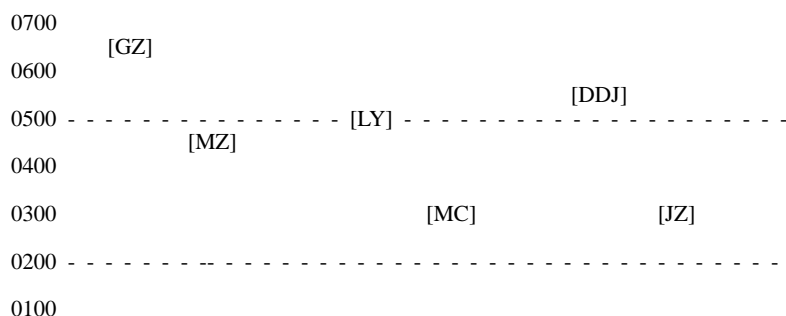 0700
[GZ]
0600
[DDJ]
0500 - - - - - - - - - - - - - - - - - - [LY] - - - - - - - - - - - - - - - - - - - - - - - - - -
[MZ]
0400
0300 [MC] [JZ]
0200 - - - - - - - -- - - - - - - - - - - - - - - - - - - - - - - - - - - - - - - - - - - - - -
0100